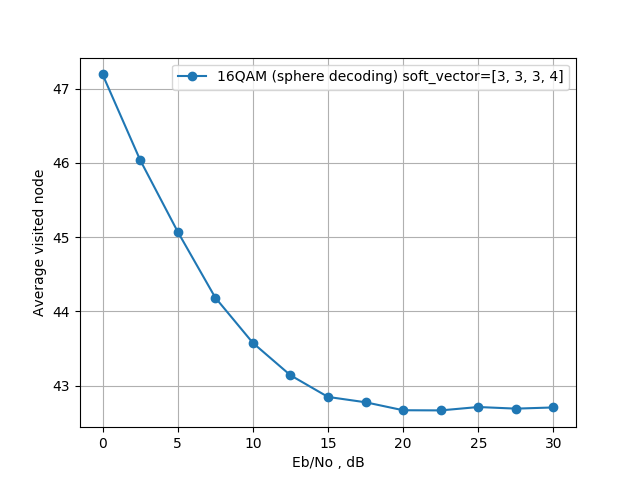 16QAM (sphere decoding) soft_vector=[3, 3, 3, 4]
47
46
45
44
43
Average visited node
0 5 10 15 20 25 30
Eb/No , dB